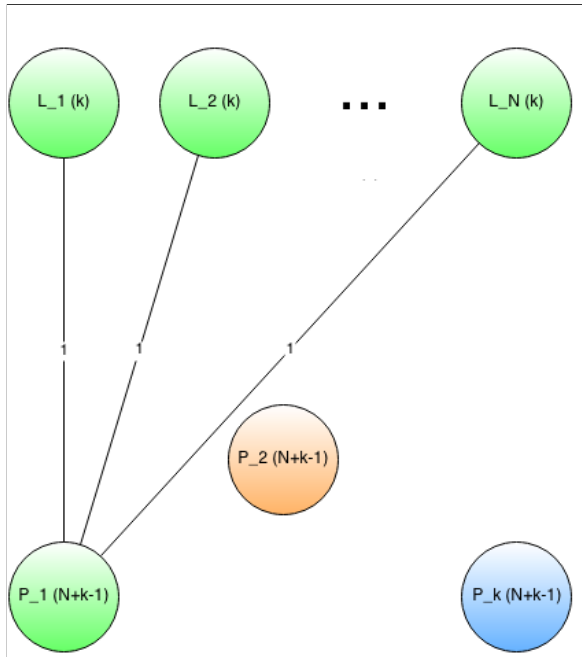 L_1 (k)
L_2 (k)
...
L_N (k)
1
1
1
P_2 (N+k-1)
P_1 (N+k-1)
P_k (N+k-1)